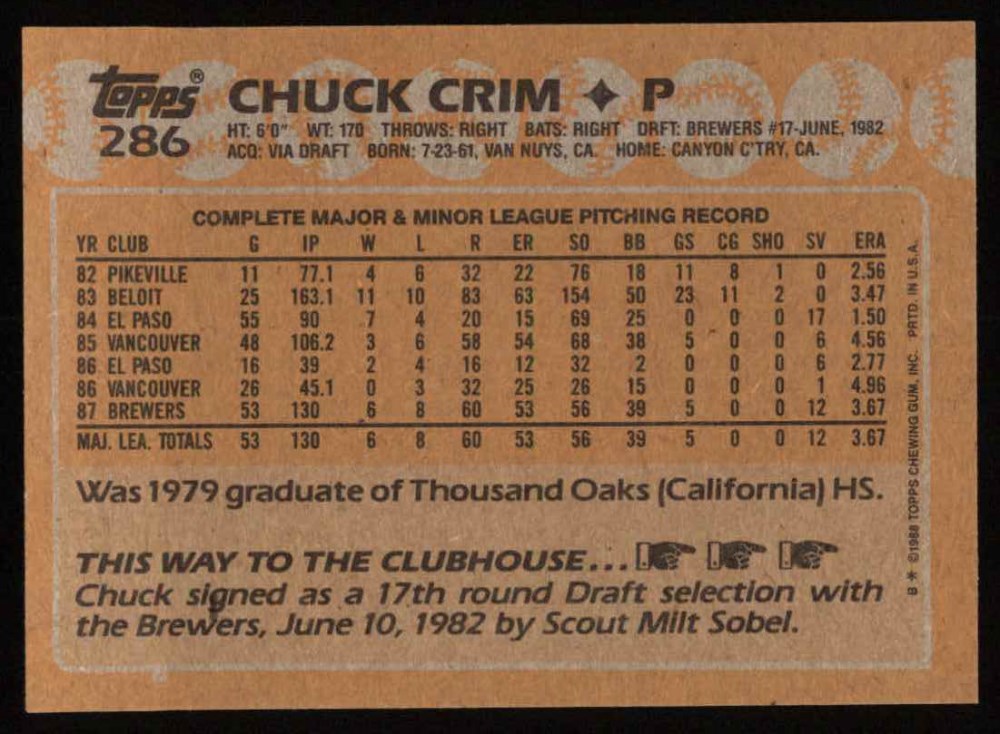 Topps® CHUCK CRIM ✦ P
286 HT: 6'0" WT: 170 THROWS: RIGHT BATS: RIGHT DRFT: BREWERS #17-JUNE, 1982
ACQ: VIA DRAFT BORN: 7-23-61, VAN NUYS, CA. HOME: CANYON C'TRY, CA.
COMPLETE MAJOR & MINOR LEAGUE PITCHING RECORD
YR CLUB G IP W L R ER SO BB GS CG SHO SV ERA
82 PIKEVILLE 11 77.1 4 6 32 22 76 18 11 8 1 0 2.56
83 BELOIT 25 163.1 11 10 83 63 154 50 23 11 2 0 3.47
84 EL PASO 55 90 7 4 20 15 69 25 0 0 0 17 1.50
85 VANCOUVER 48 106.2 3 6 58 54 68 38 5 0 0 6 4.56
86 EL PASO 16 39 2 4 16 12 32 2 0 0 0 6 2.77
86 VANCOUVER 26 45.1 0 3 32 25 26 15 0 0 0 1 4.96
87 BREWERS 53 130 6 8 60 53 56 39 5 0 0 12 3.67
MAJ. LEA. TOTALS 53 130 6 8 60 53 56 39 5 0 0 12 3.67
Was 1979 graduate of Thousand Oaks (California) HS.
THIS WAY TO THE CLUBHOUSE...
Chuck signed as a 17th round Draft selection with
the Brewers, June 10, 1982 by Scout Milt Sobel.
B* ©1988 TOPPS CHEWING GUM, INC. PRTD. IN U.S.A.